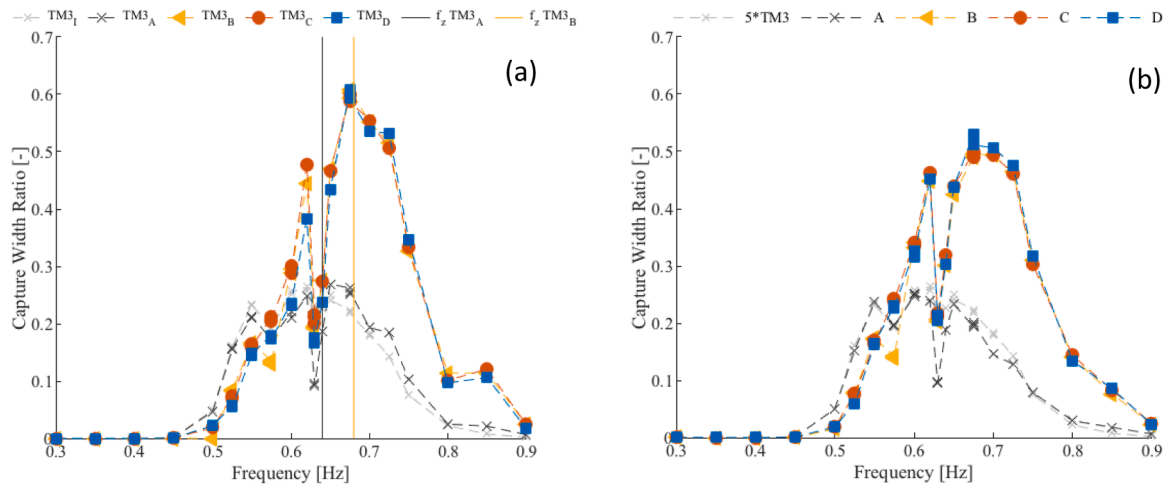 TM3I TM3A TM3B TM3C TM3D fz TM3A fz TM3B
(a)
Capture Width Ratio [-]
0.7
0.6
0.5
0.4
0.3
0.2
0.1
0
0.3 0.4 0.5 0.6 0.7 0.8 0.9
Frequency [Hz]
5*TM3 A B C D
(b)
Capture Width Ratio [-]
0.7
0.6
0.5
0.4
0.3
0.2
0.1
0
0.3 0.4 0.5 0.6 0.7 0.8 0.9
Frequency [Hz]